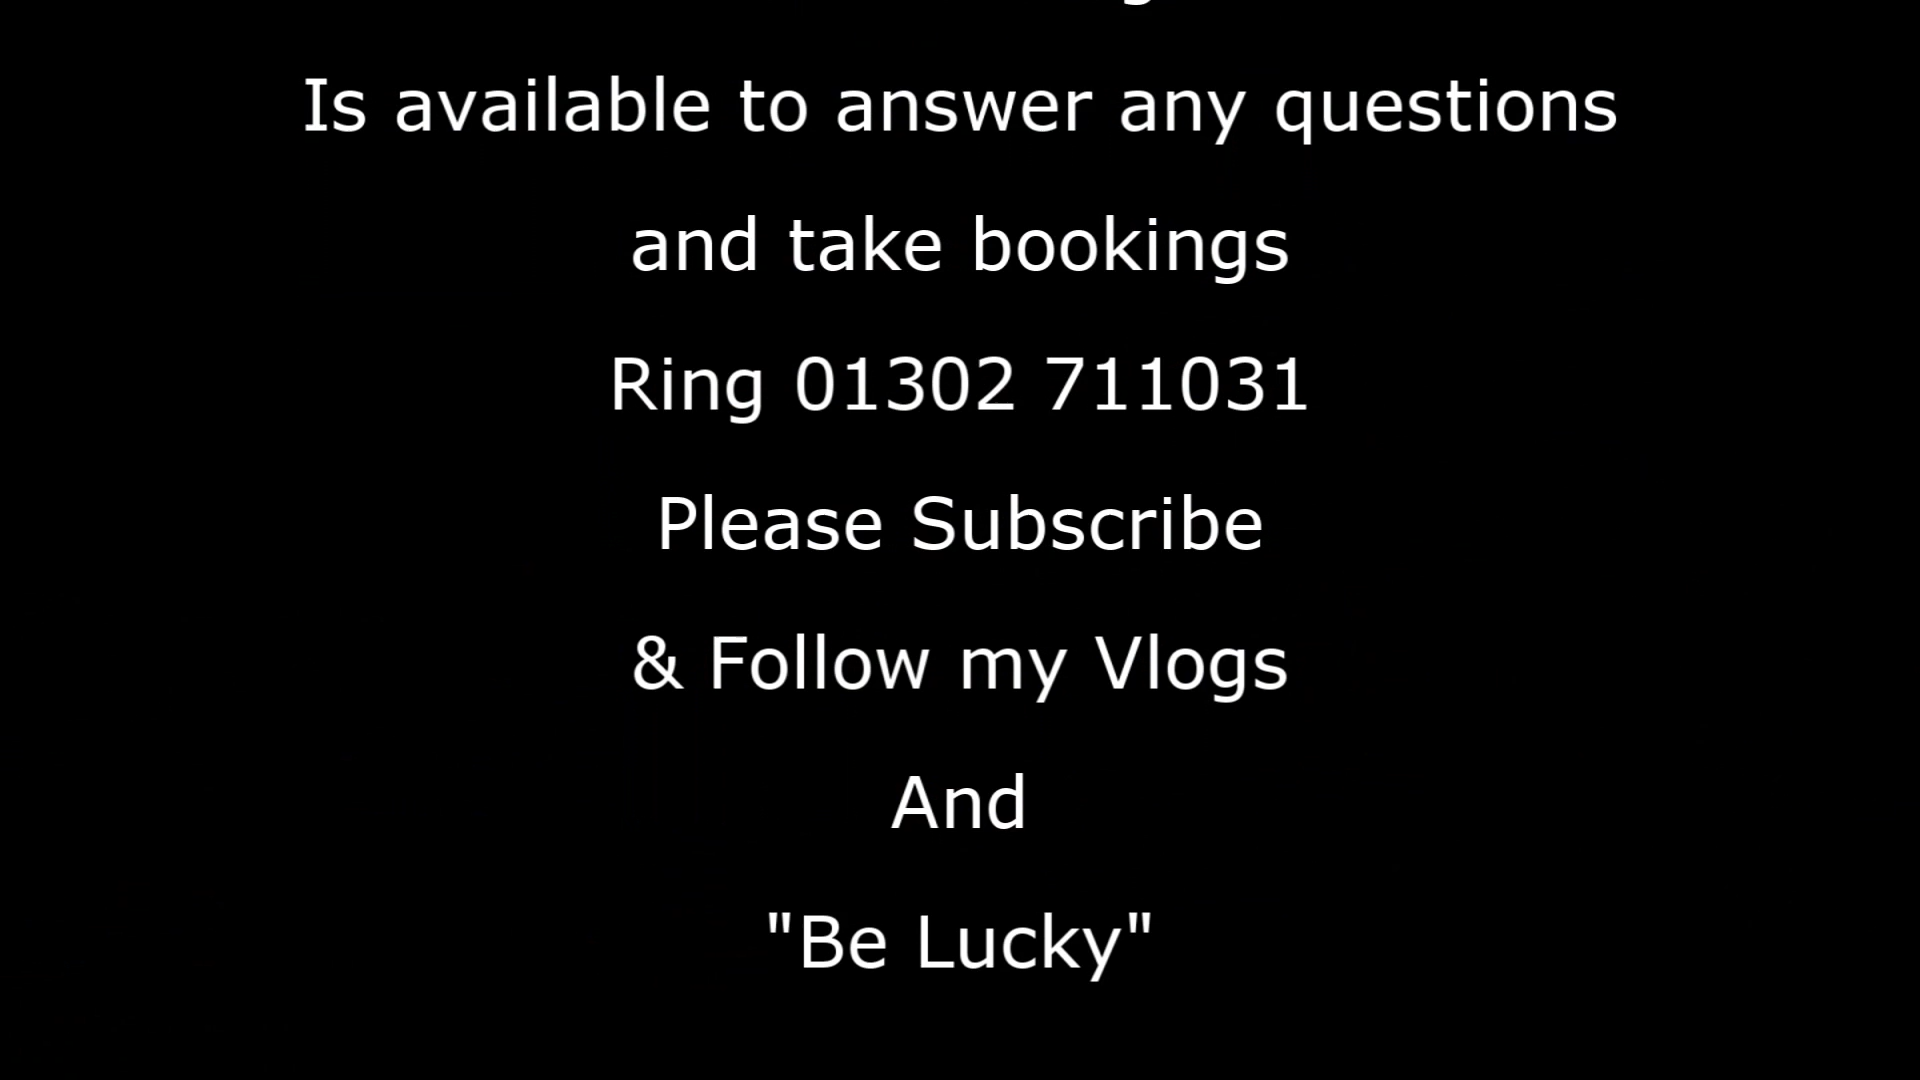 Is available to answer any questions
and take bookings
Ring 01302 711031
Please Subscribe
& Follow my Vlogs
And
"Be Lucky"